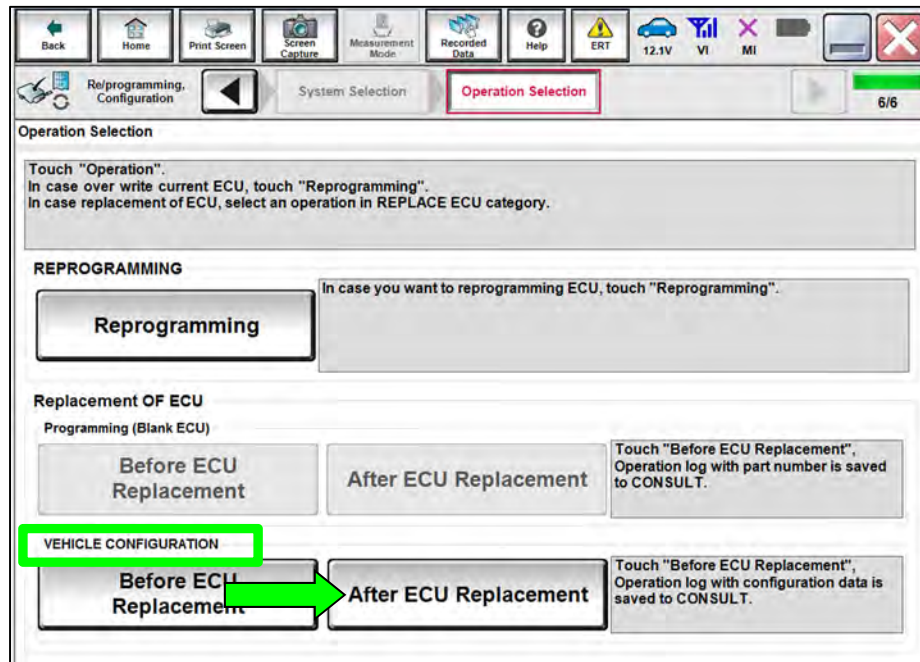 Back
Home
Print Screen
Screen
Capture
Measurement
Mode
Recorded
Data
Help
ERT
12.1V
VI
MI
Re/programming,
Configuration
System Selection
Operation Selection
6/6
Operation Selection
Touch "Operation".
In case over write current ECU, touch "Reprogramming".
In case replacement of ECU, select an operation in REPLACE ECU category.
REPROGRAMMING
Reprogramming
In case you want to reprogramming ECU, touch "Reprogramming".
Replacement OF ECU
Programming (Blank ECU)
Before ECU
Replacement
After ECU Replacement
Touch "Before ECU Replacement",
Operation log with part number is saved
to CONSULT.
VEHICLE CONFIGURATION
Before ECU
Replacement
After ECU Replacement
Touch "Before ECU Replacement",
Operation log with configuration data is
saved to CONSULT.